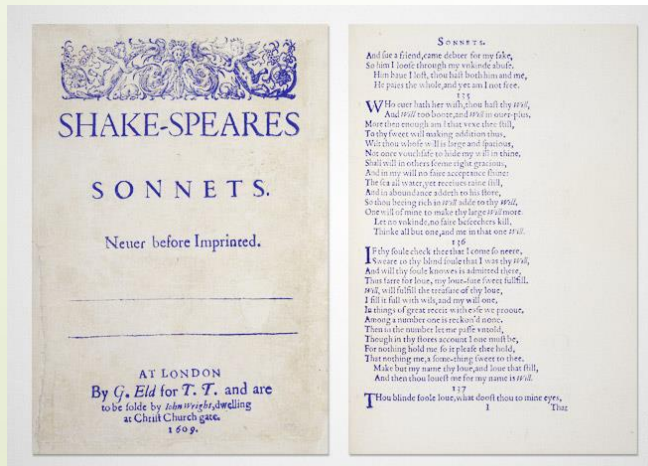 SHAKE-SPEARES
SONNETS.
Neuer before Imprinted.
AT LONDON
By G. Eld for T. T. and are
to be ſolde by Iohn Wright, dwelling
at Chriſt Church gate.
1609.
SONNETS.
And ſue a friend,came debter for my ſake,
So him I looſe through my vnkinde abuſe.
Him haue I loſt, thou haſt both him and me,
He paies the whole,and yet am I not free.
135
WHo euer hath her wiſh,thou haſt thy Will,
And Will too boote,and Will in ouer-plus,
More then enough am I that vexe thee ſtill,
To thy ſweet will making addition thus,
Wilt thou whoſe will is large and ſpatious,
Not once vouchſafe to hide my will in thine,
Shall will in others ſeeme right gracious,
And in my will no faire acceptance ſhine:
The ſea all water,yet receiues raine ſtill,
And in aboundance addeth to his ſtore,
So thou beeing rich in Will adde to thy Will,
One will of mine to make thy large Will more.
Let no vnkinde,no faire beſeechers kill,
Thinke all but one,and me in that one Will.
136
IF thy ſoule check thee that I come ſo neere,
Sweare to thy blind ſoule that I was thy Will,
And will thy ſoule knowes is admitted there,
Thus farre for loue, my loue-ſute ſweet fullfill.
Will, will fulfill the treaſure of thy loue,
I fill it full with wils,and my will one,
In things of great receit with eaſe we prooue,
Among a number one is reckon'd none.
Then in the number let me paſſe vntold,
Though in thy ſtores account I one muſt be,
For nothing hold me ſo it pleaſe thee hold,
That nothing me,a ſome-thing ſweet to thee.
Make but my name thy loue,and loue that ſtill,
And then thou loueſt me for my name is Will.
137
THou blinde foole loue,what dooſt thou to mine eyes,
I That